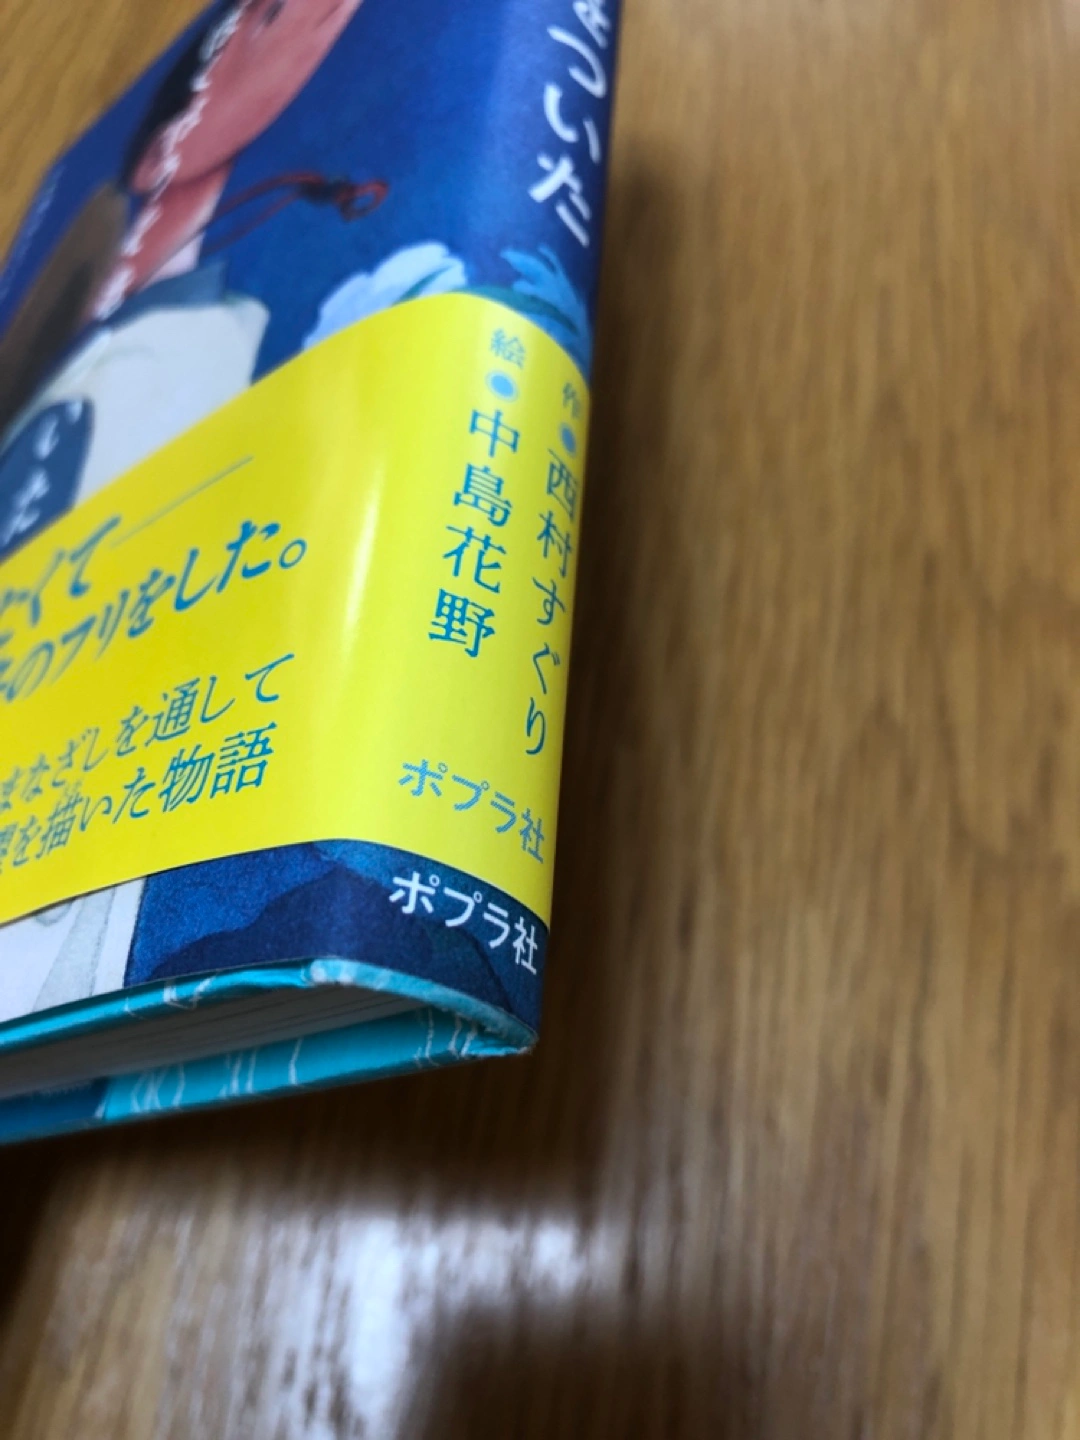 をついた
作●西村すぐり
絵●中島花野
ポプラ社
ポプラ社
たくて――
のフリをした。
まなざしを通して
を描いた物語